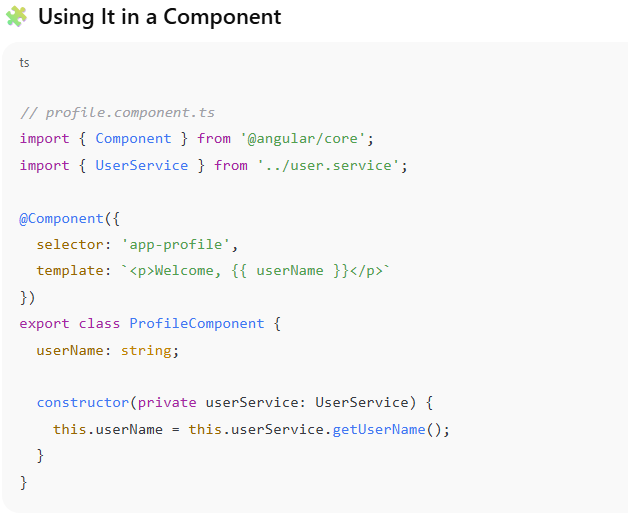 Using It in a Component
ts
// profile.component.ts
import { Component } from '@angular/core';
import { UserService } from '../user.service';
@Component({
  selector: 'app-profile',
  template: `<p>Welcome, {{ userName }}</p>`
})
export class ProfileComponent {
  userName: string;
  constructor(private userService: UserService) {
    this.userName = this.userService.getUserName();
  }
}